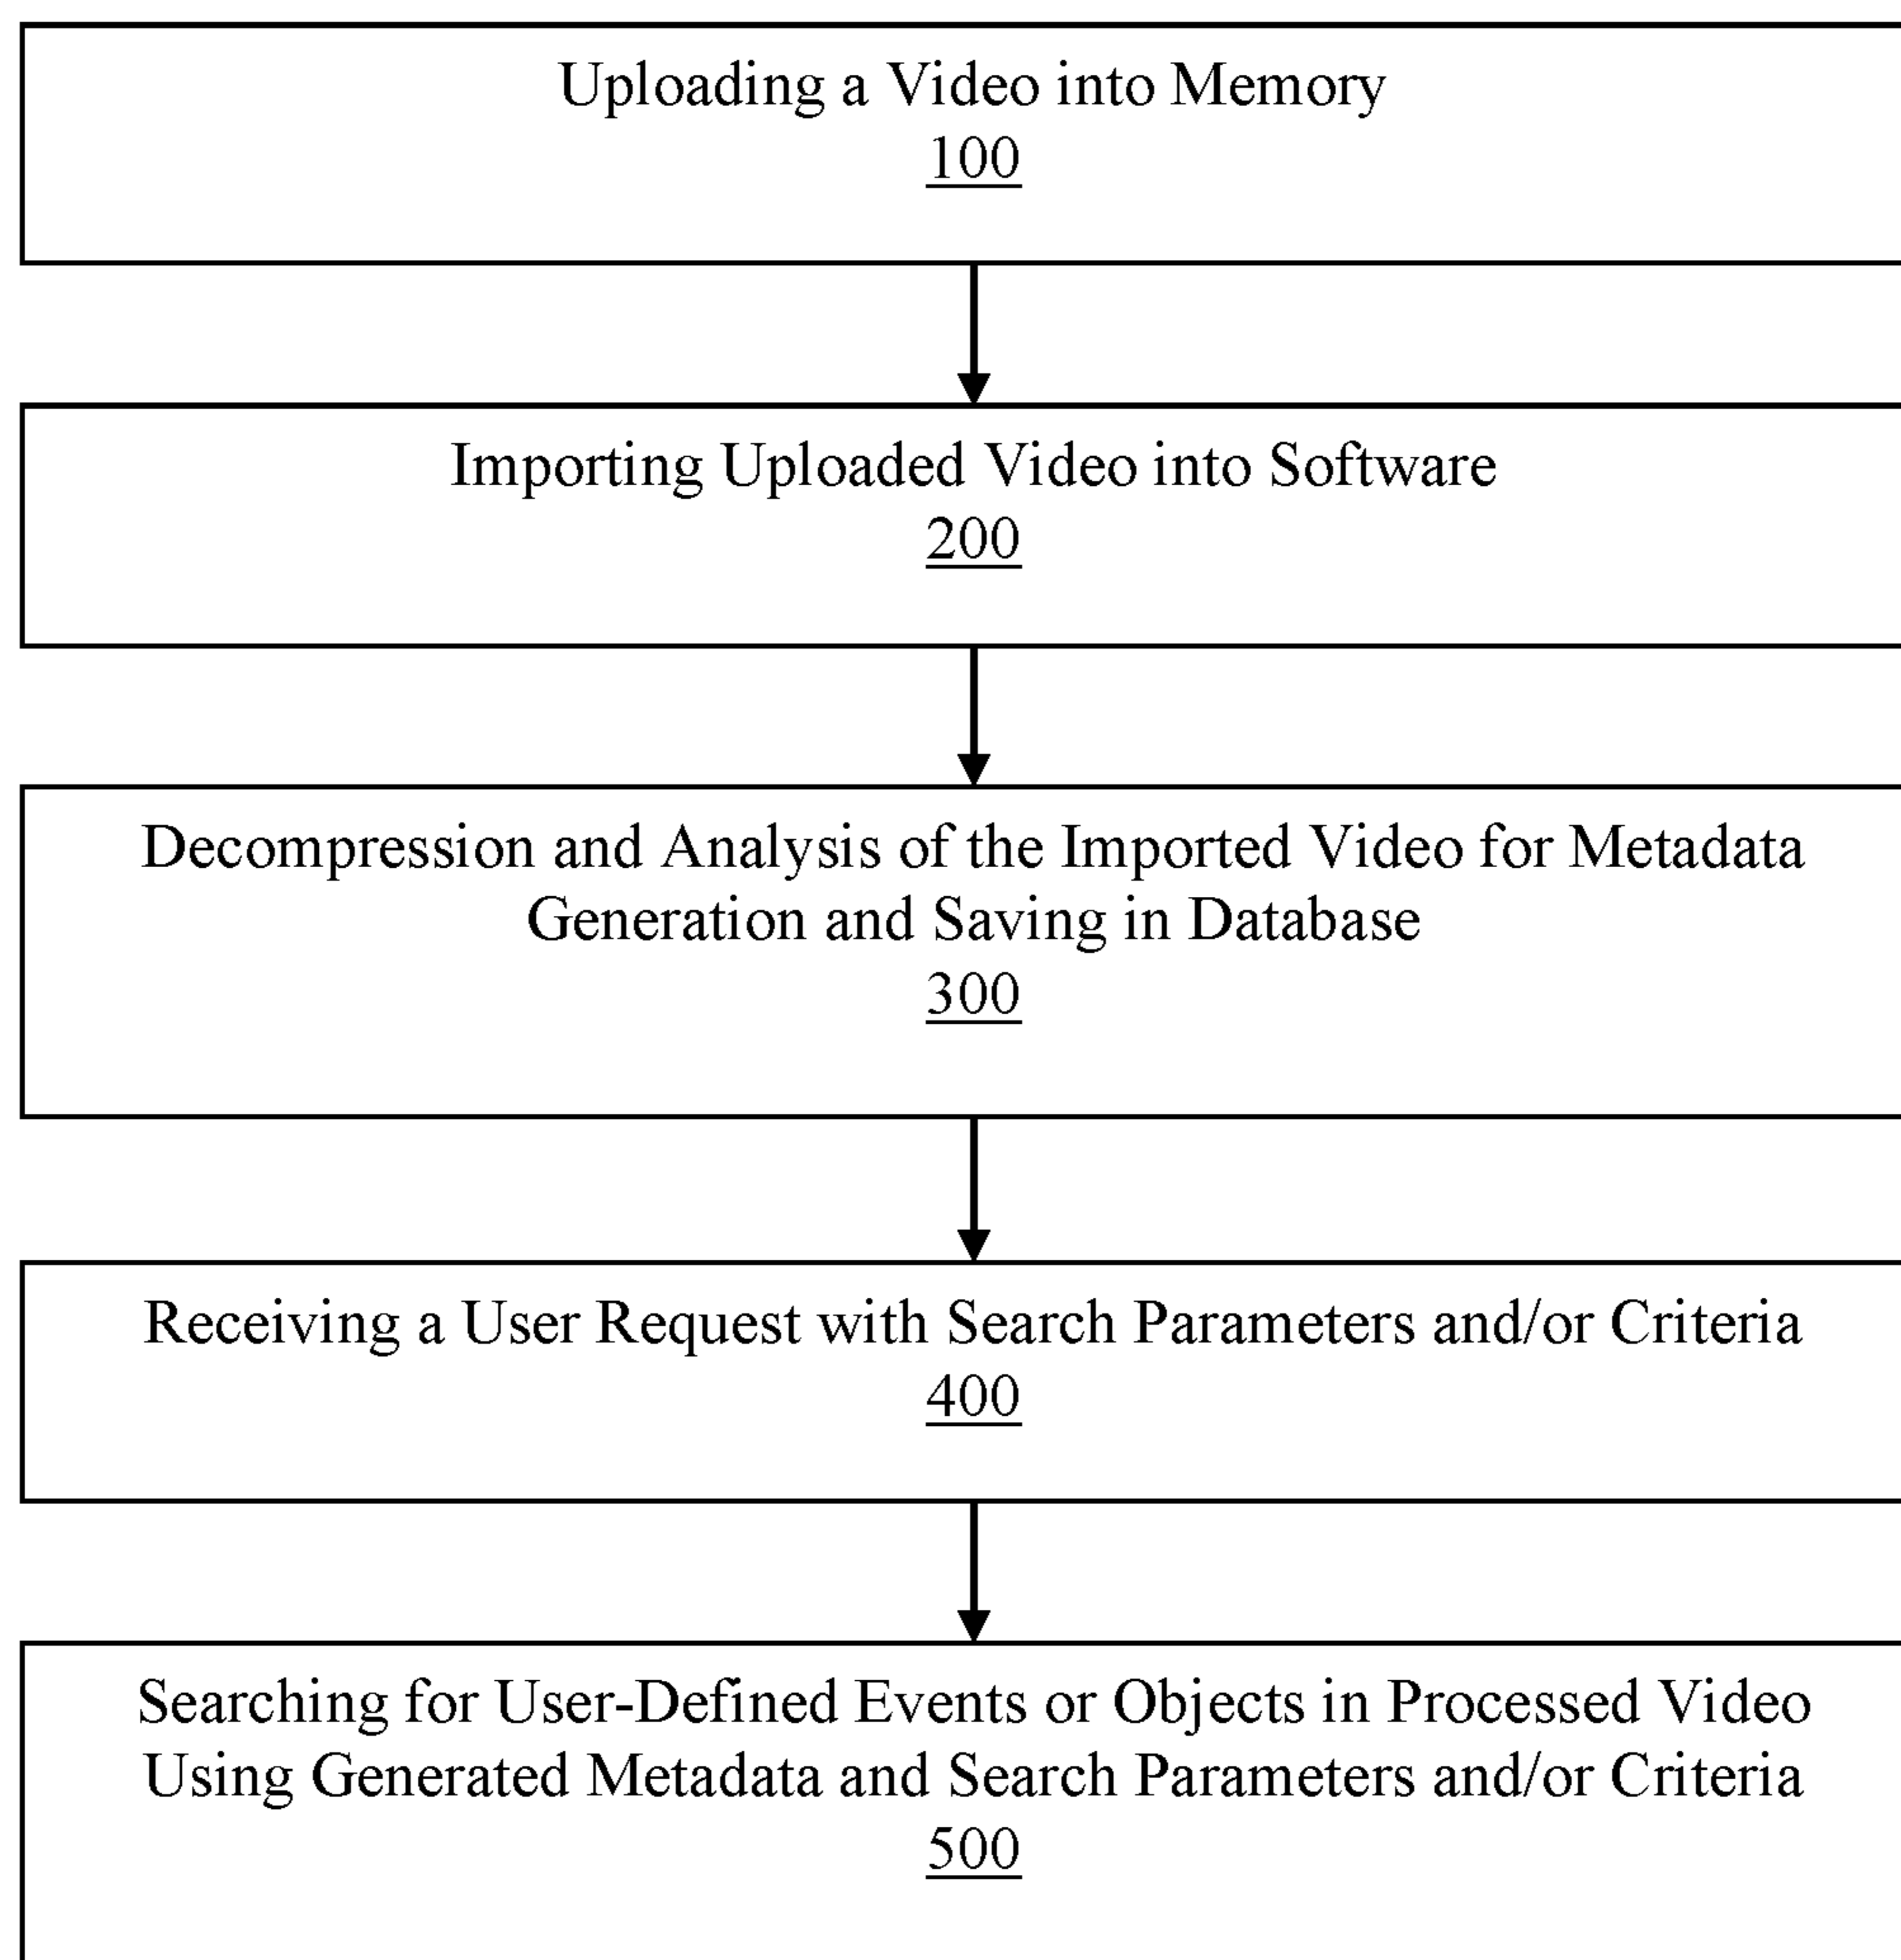 Uploading a Video into Memory
100
Importing Uploaded Video into Software
200
Decompression and Analysis of the Imported Video for Metadata
Generation and Saving in Database
300
Receiving a User Request with Search Parameters and/or Criteria
400
Searching for User-Defined Events or Objects in Processed Video
Using Generated Metadata and Search Parameters and/or Criteria
500